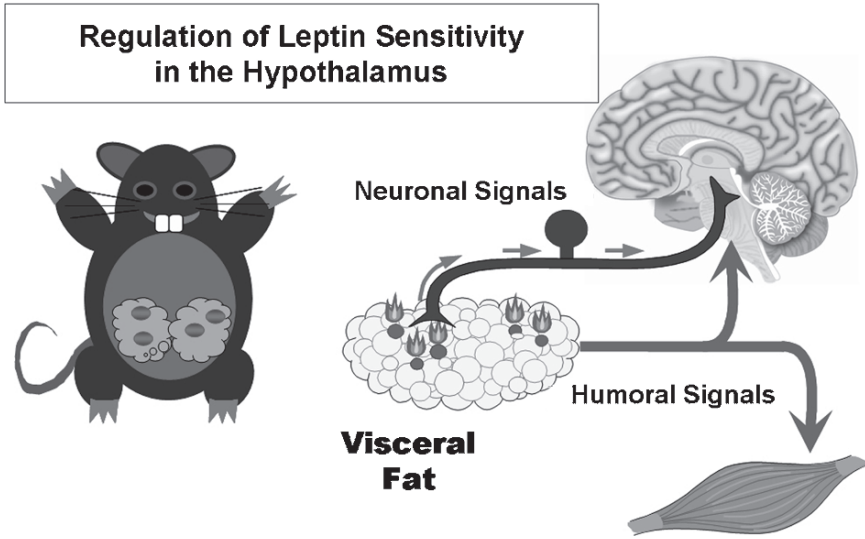 Regulation of Leptin Sensitivity
in the Hypothalamus
Neuronal Signals
Humoral Signals
Visceral
Fat